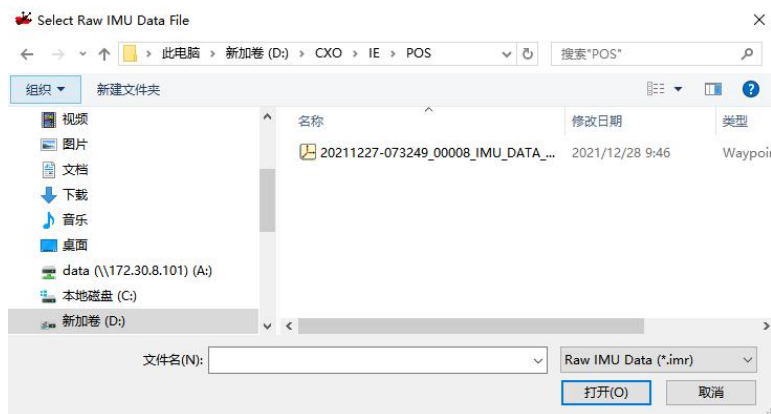 Select Raw IMU Data File
此电脑 > 新加卷 (D:) > CXO > IE > POS
搜索"POS"
组织
新建文件夹
视频
图片
文档
下载
音乐
桌面
data (\\172.30.8.101) (A:)
本地磁盘 (C:)
新加卷 (D:)
名称
修改日期
类型
20211227-073249_00008_IMU_DATA_...
2021/12/28 9:46
Waypoi
文件名(N):
Raw IMU Data (*.imr)
打开(O)
取消